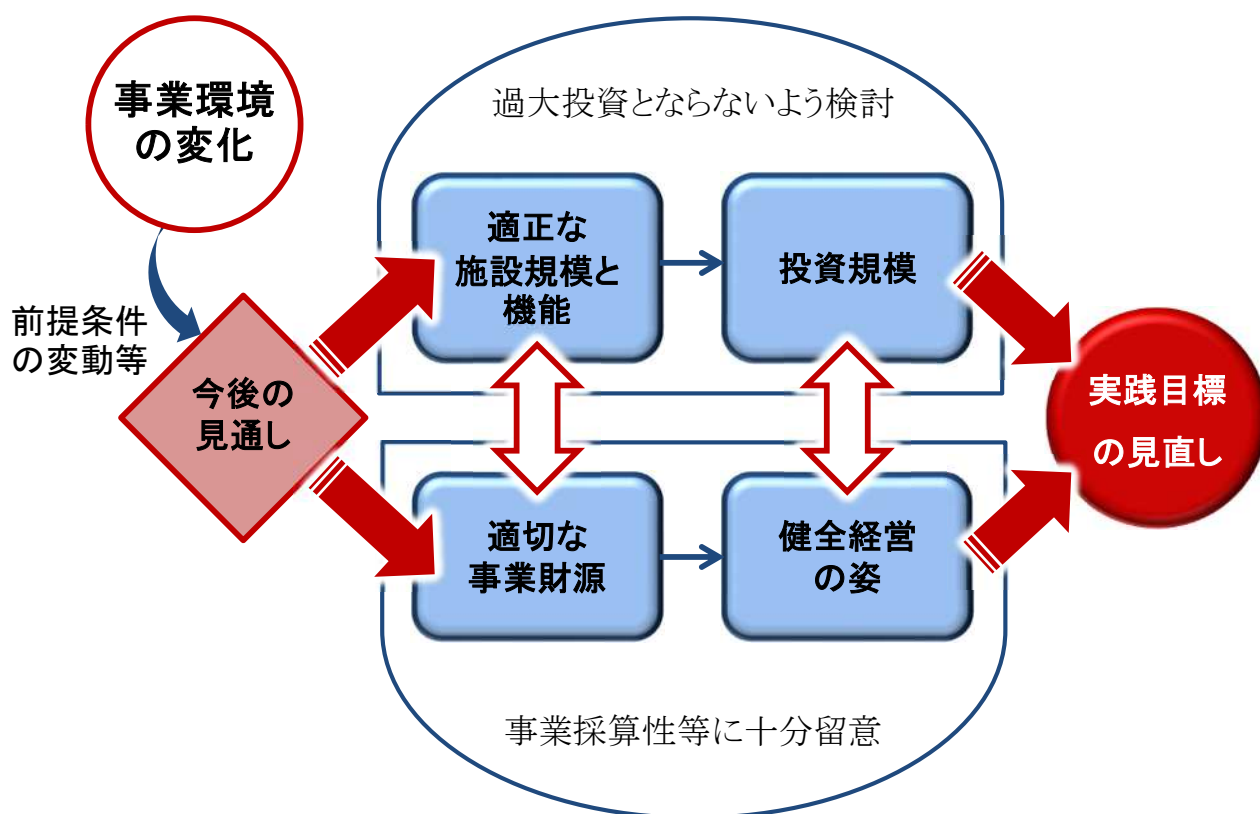 事業環境
の変化
過大投資とならないよう検討
適正な
施設規模と
機能
投資規模
前提条件
の変動等
今後の
見通し
実践目標
の見直し
適切な
事業財源
健全経営
の姿
事業採算性等に十分留意